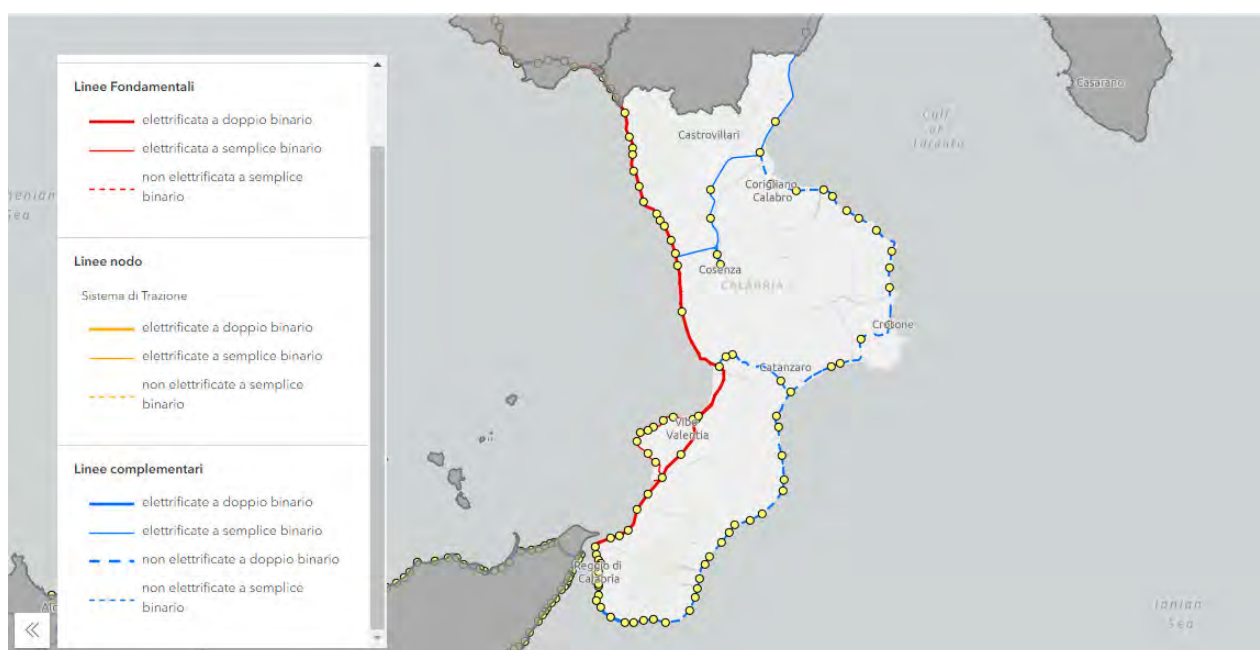 Linee Fondamentali
elettrificata a doppio binario
elettrificata a semplice binario
non elettrificata a semplice
binario
Linee nodo
Sistema di Trazione
elettrificate a doppio binario
elettrificate a semplice binario
non elettrificate a semplice
binario
Linee complementari
elettrificate a doppio binario
elettrificate a semplice binario
non elettrificate a doppio binario
non elettrificate a semplice
binario
Castrovillari
Corigliano
Calabro
Cosenza
CALABRIA
Crotone
Catanzaro
Vibo
Valentia
Reggio di
Calabria
Casarano
Gulf
of
Taranto
Sea
Ionian
Sea